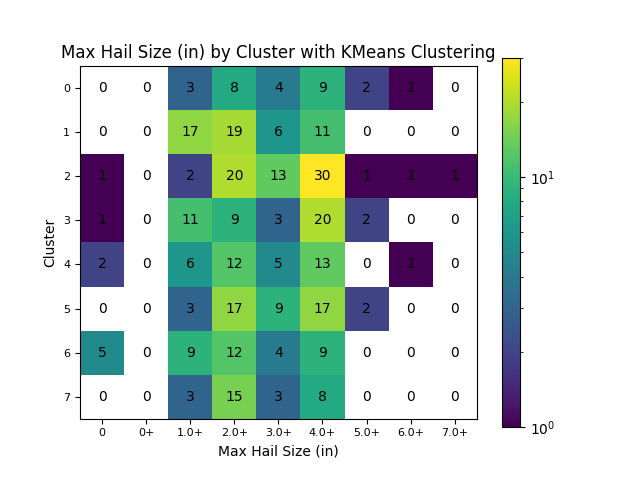 Max Hail Size (in) by Cluster with KMeans Clustering
0 0 0 3 8 4 9 2 1 0
1 0 0 17 19 6 11 0 0 0
2 1 0 2 20 13 30 1 1 1
3 1 0 11 9 3 20 2 0 0
4 2 0 6 12 5 13 0 1 0
5 0 0 3 17 9 17 2 0 0
6 5 0 9 12 4 9 0 0 0
7 0 0 3 15 3 8 0 0 0
0 0+ 1.0+ 2.0+ 3.0+ 4.0+ 5.0+ 6.0+ 7.0+
Max Hail Size (in)
Cluster
10¹
10⁰